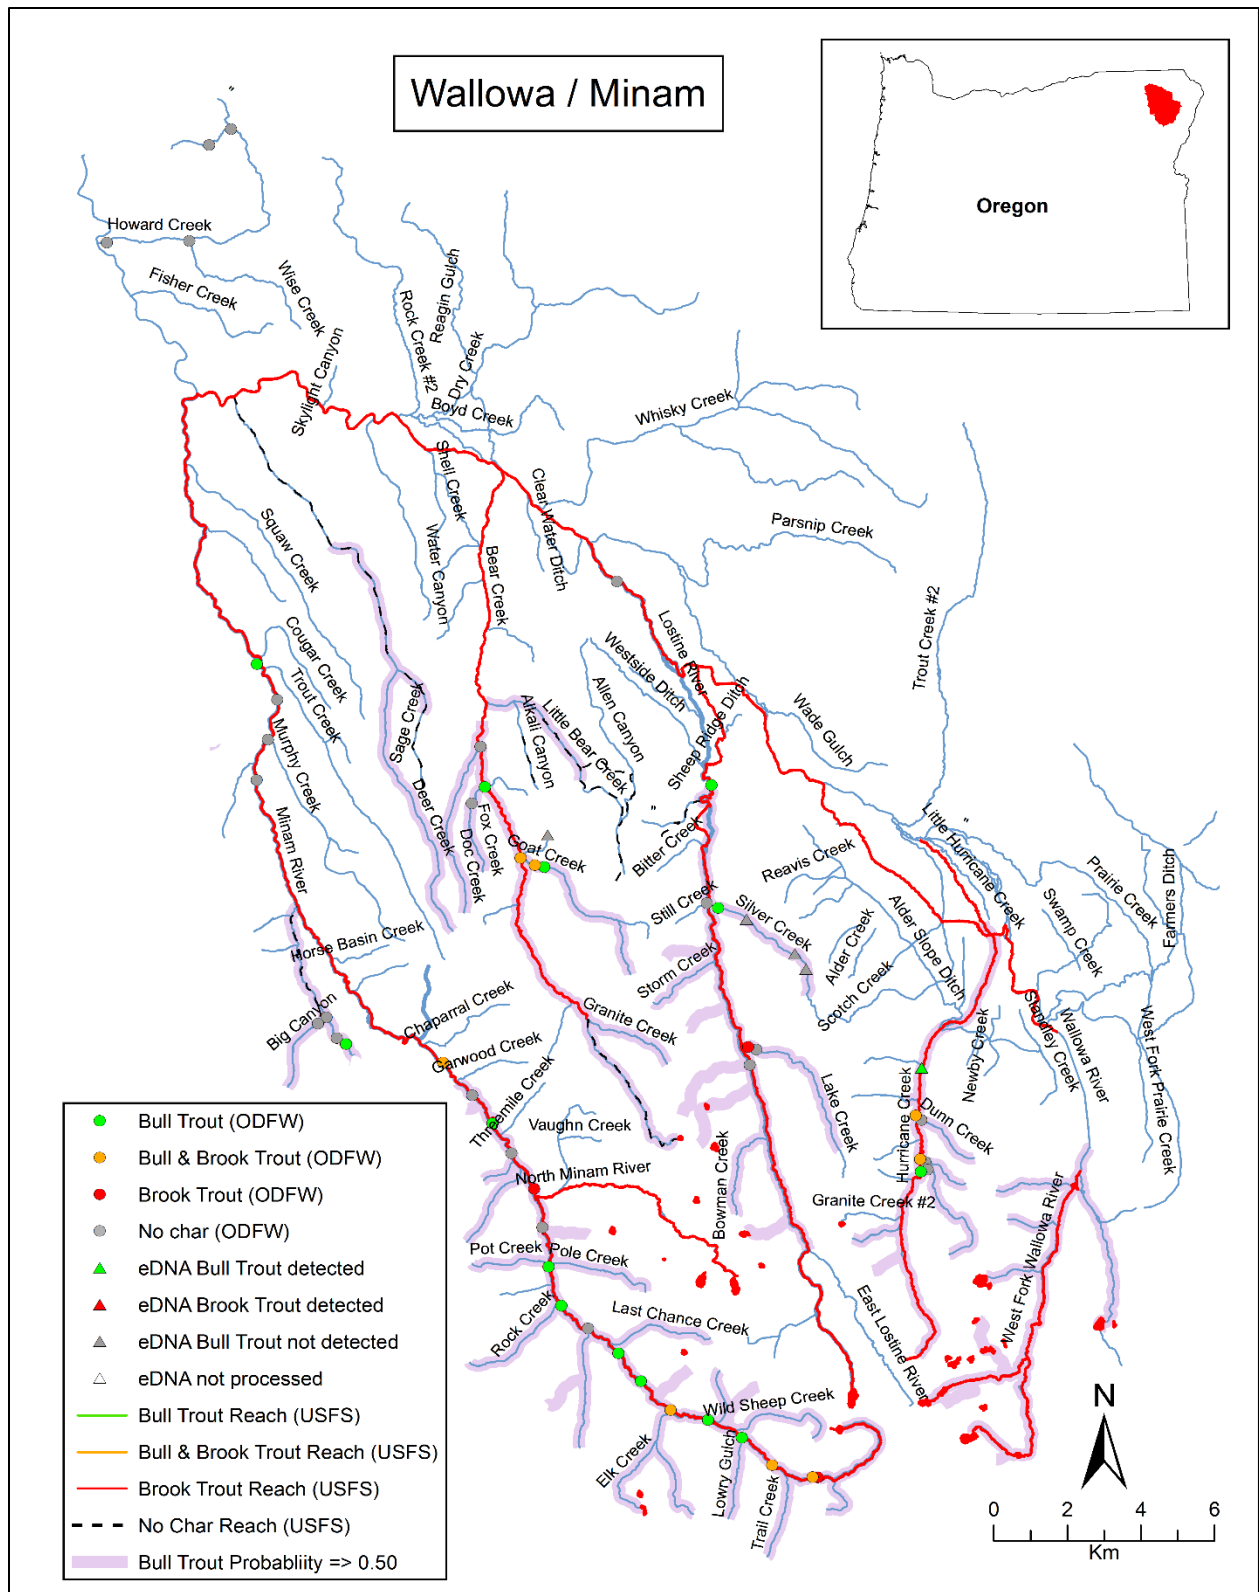 Wallowa / Minam
Oregon
"
Howard Creek
Fisher Creek
Wise Creek
Skylight Canyon
Rock Creek #2
Reagin Gulch
Dry Creek
Boyd Creek
Whisky Creek
Shell Creek
Clear Water Ditch
Water Canyon
Bear Creek
Parsnip Creek
Squaw Creek
Trout Creek #2
Cougar Creek
Trout Creek
Lostine River
Westside Ditch
Allen Canyon
Sheep Ridge Ditch
Wade Gulch
Sage Creek
Alkali Canyon
Little Bear Creek
Murphy Creek
Minam River
Deer Creek
Fox Creek
Doc Creek
Goat Creek
"
Bitter Creek
Little Hurricane Creek
"
Reavis Creek
Prairie Creek
Farmers Ditch
Swamp Creek
Still Creek
Silver Creek
Alder Creek
Alder Slope Ditch
Horse Basin Creek
Storm Creek
Scotch Creek
Big Canyon
Chaparral Creek
Granite Creek
Garwood Creek
Newby Creek
Standley Creek
Wallowa River
West Fork Prairie Creek
Threemile Creek
Vaughn Creek
Lake Creek
Hurricane Creek
Dunn Creek
North Minam River
Bowman Creek
Granite Creek #2
West Fork Wallowa River
Pot Creek
Pole Creek
Rock Creek
Last Chance Creek
East Lostine River
Wild Sheep Creek
Elk Creek
Lowry Gulch
Trail Creek
Bull Trout (ODFW)
Bull & Brook Trout (ODFW)
Brook Trout (ODFW)
No char (ODFW)
eDNA Bull Trout detected
eDNA Brook Trout detected
eDNA Bull Trout not detected
eDNA not processed
Bull Trout Reach (USFS)
Bull & Brook Trout Reach (USFS)
Brook Trout Reach (USFS)
No Char Reach (USFS)
Bull Trout Probabliity => 0.50
N
0 2 4 6
Km